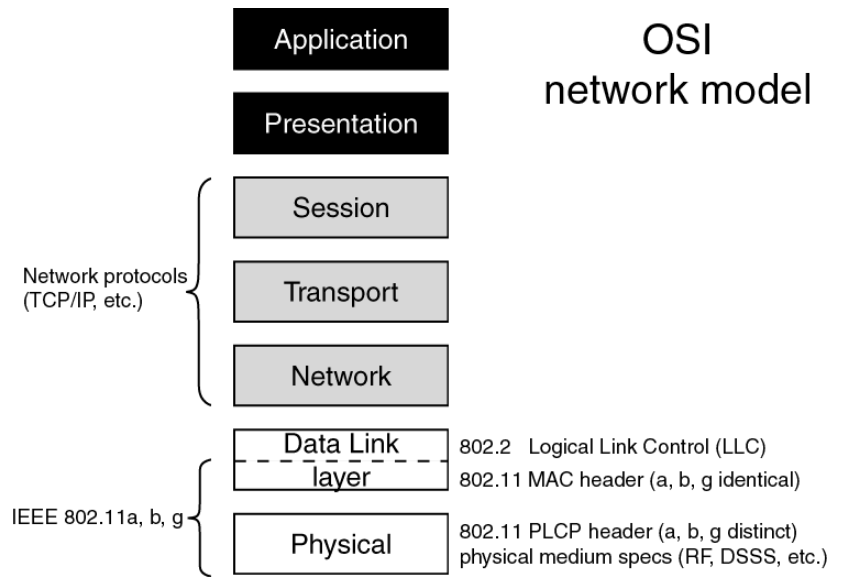 Application
OSI
network model
Presentation
Session
Network protocols
(TCP/IP, etc.)
Transport
Network
Data Link
802.2 Logical Link Control (LLC)
layer
802.11 MAC header (a, b, g identical)
IEEE 802.11a, b, g
Physical
802.11 PLCP header (a, b, g distinct)
physical medium specs (RF, DSSS, etc.)